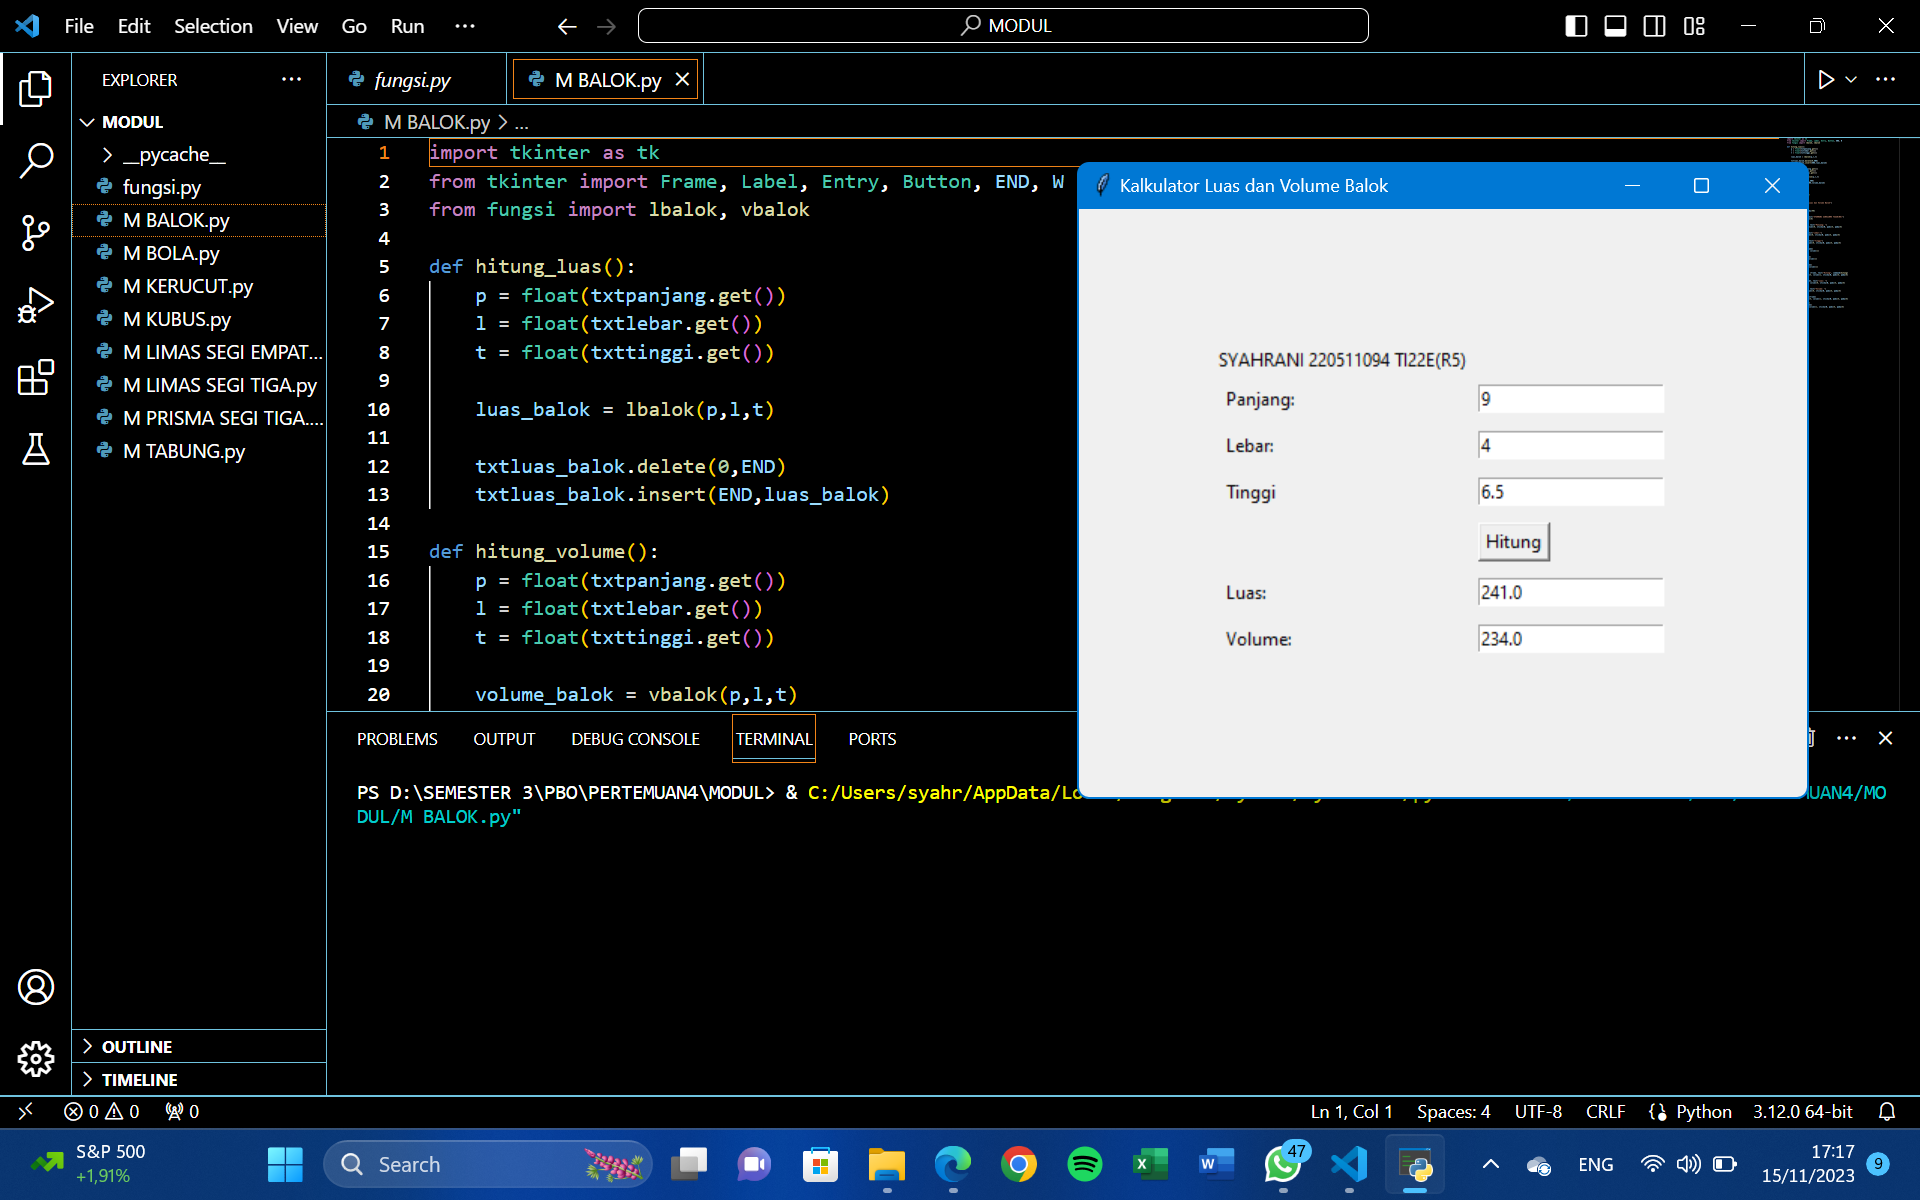 File Edit Selection View Go Run ···
MODUL
EXPLORER
MODUL
__pycache__
fungsi.py
M BALOK.py
M BOLA.py
M KERUCUT.py
M KUBUS.py
M LIMAS SEGI EMPAT...
M LIMAS SEGI TIGA.py
M PRISMA SEGI TIGA....
M TABUNG.py
OUTLINE
TIMELINE
fungsi.py
M BALOK.py
M BALOK.py > ...
1 import tkinter as tk
2 from tkinter import Frame, Label, Entry, Button, END, W
3 from fungsi import lbalok, vbalok
4
5 def hitung_luas():
6 p = float(txtpanjang.get())
7 l = float(txtlebar.get())
8 t = float(txttinggi.get())
9
10 luas_balok = lbalok(p,l,t)
11
12 txtluas_balok.delete(0,END)
13 txtluas_balok.insert(END,luas_balok)
14
15 def hitung_volume():
16 p = float(txtpanjang.get())
17 l = float(txtlebar.get())
18 t = float(txttinggi.get())
19
20 volume_balok = vbalok(p,l,t)
Kalkulator Luas dan Volume Balok
SYAHRANI 220511094 TI22E(R5)
Panjang: 9
Lebar: 4
Tinggi 6.5
Hitung
Luas: 241.0
Volume: 234.0
PROBLEMS OUTPUT DEBUG CONSOLE TERMINAL PORTS
PS D:\SEMESTER 3\PBO\PERTEMUAN4\MODUL> & C:/Users/syahr/AppData/Lo UAN4/MO
DUL/M BALOK.py"
0 0 0
Ln 1, Col 1 Spaces: 4 UTF-8 CRLF Python 3.12.0 64-bit
S&P 500
+1,91%
Search
47
ENG
17:17
15/11/2023
9